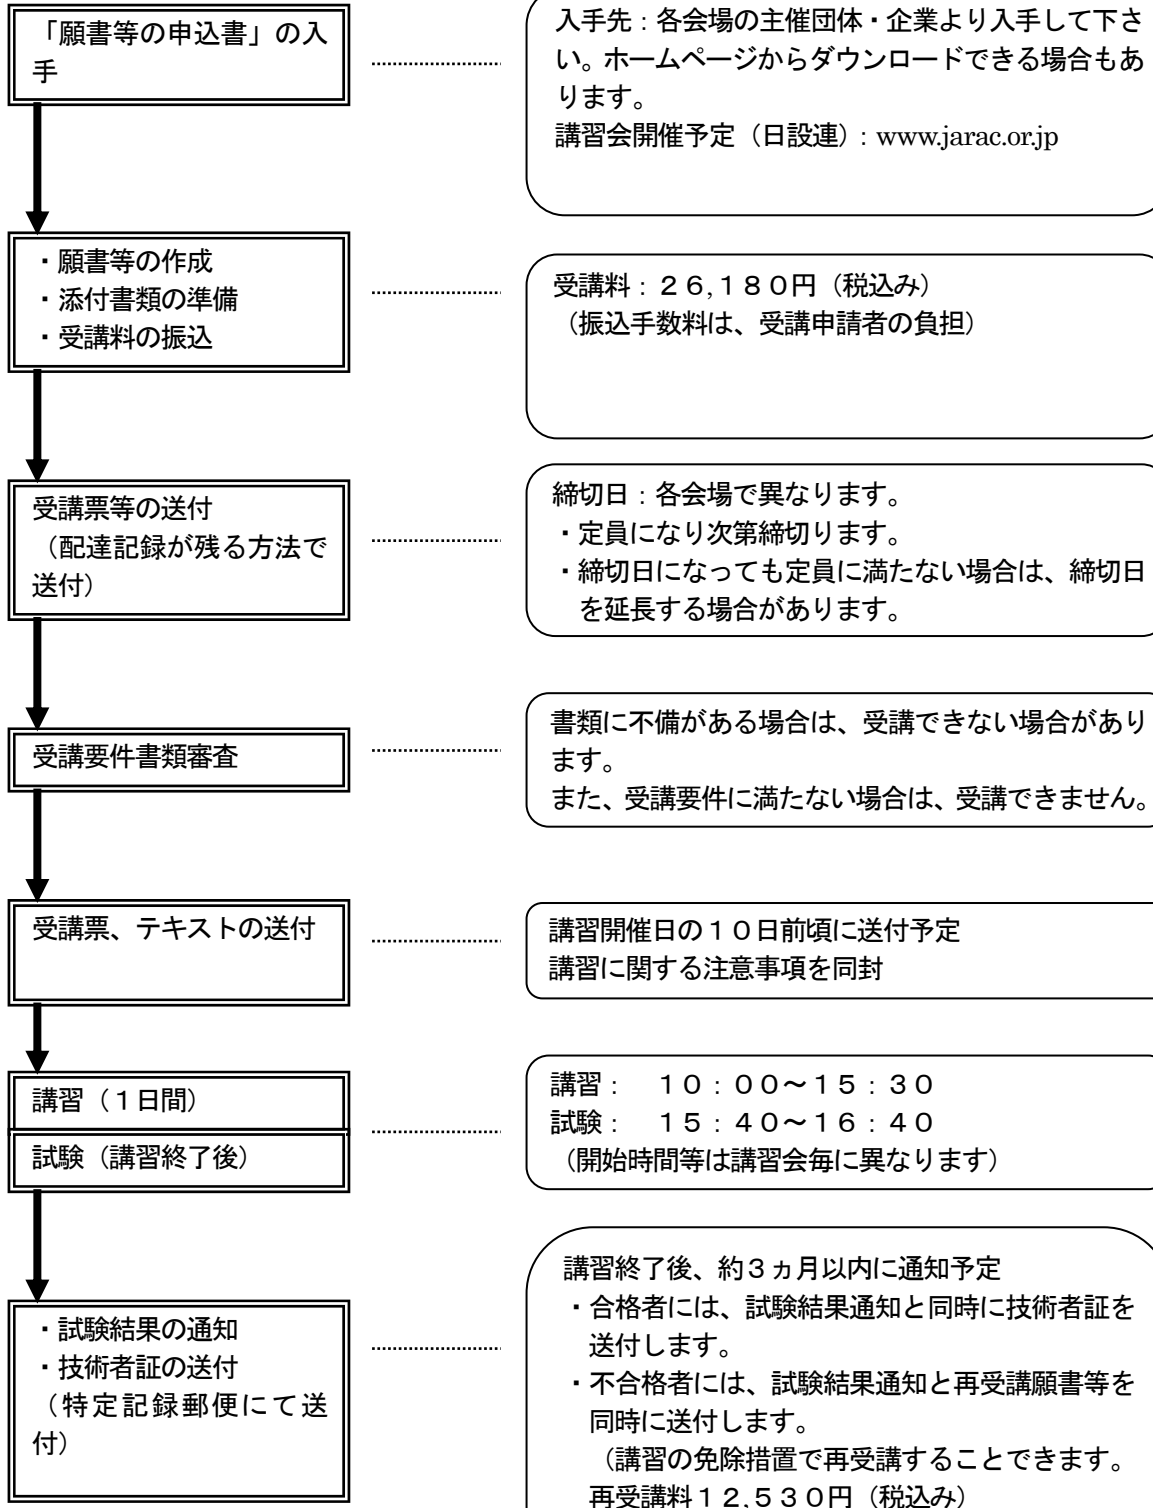 「願書等の申込書」の入
手
入手先：各会場の主催団体・企業より入手して下さ
い。ホームページからダウンロードできる場合もあ
ります。
講習会開催予定（日設連）：www.jarac.or.jp
・願書等の作成
・添付書類の準備
・受講料の振込
受講料：２６,１８０円（税込み）
（振込手数料は、受講申請者の負担）
受講票等の送付
（配達記録が残る方法で
送付）
締切日：各会場で異なります。
・定員になり次第締切ります。
・締切日になっても定員に満たない場合は、締切日
を延長する場合があります。
受講要件書類審査
書類に不備がある場合は、受講できない場合があり
ます。
また、受講要件に満たない場合は、受講できません。
受講票、テキストの送付
講習開催日の１０日前頃に送付予定
講習に関する注意事項を同封
講習（１日間）
試験（講習終了後）
講習：　１０：００～１５：３０
試験：　１５：４０～１６：４０
（開始時間等は講習会毎に異なります）
・試験結果の通知
・技術者証の送付
（特定記録郵便にて送
付）
講習終了後、約３ヵ月以内に通知予定
・合格者には、試験結果通知と同時に技術者証を
送付します。
・不合格者には、試験結果通知と再受講願書等を
同時に送付します。
（講習の免除措置で再受講することできます。
再受講料１２,５３０円（税込み）